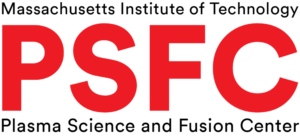 Massachusetts Institute of Technology
PSFC
Plasma Science and Fusion Center